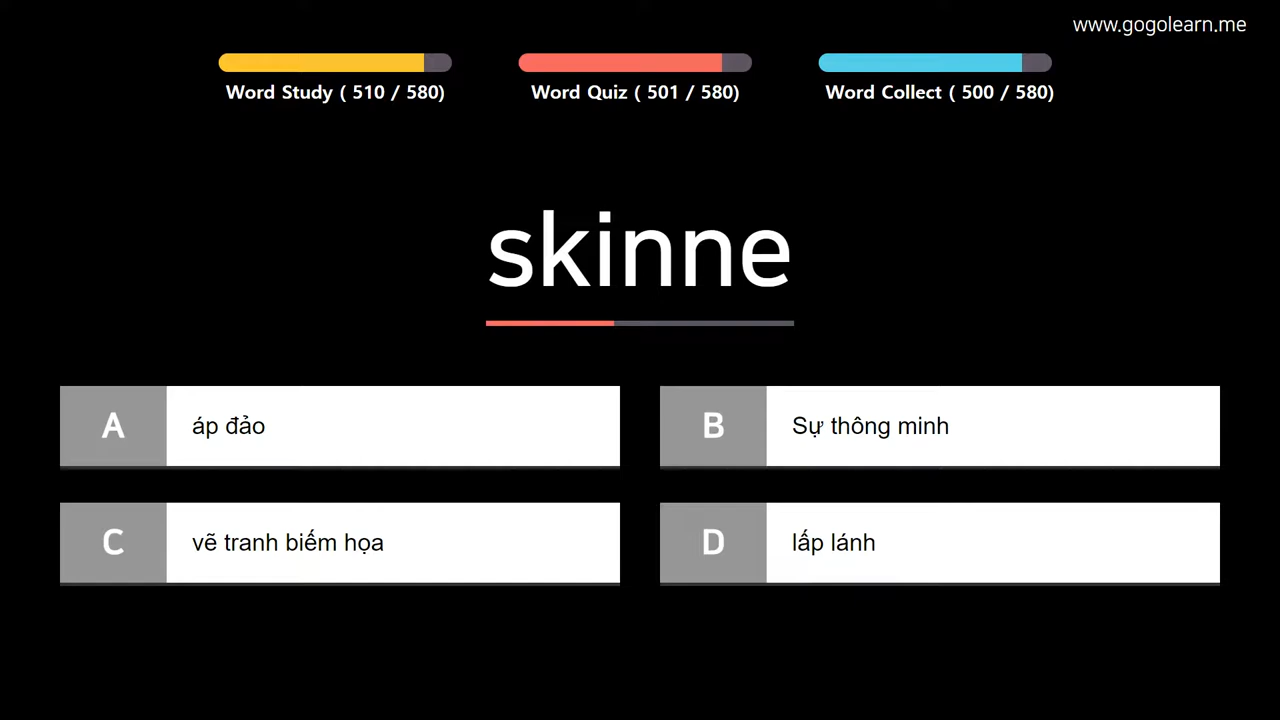 www.gogolearn.me
Word Study ( 510 / 580)
Word Quiz ( 501 / 580)
Word Collect ( 500 / 580)
skinne
A áp đảo
B Sự thông minh
C vẽ tranh biếm họa
D lấp lánh